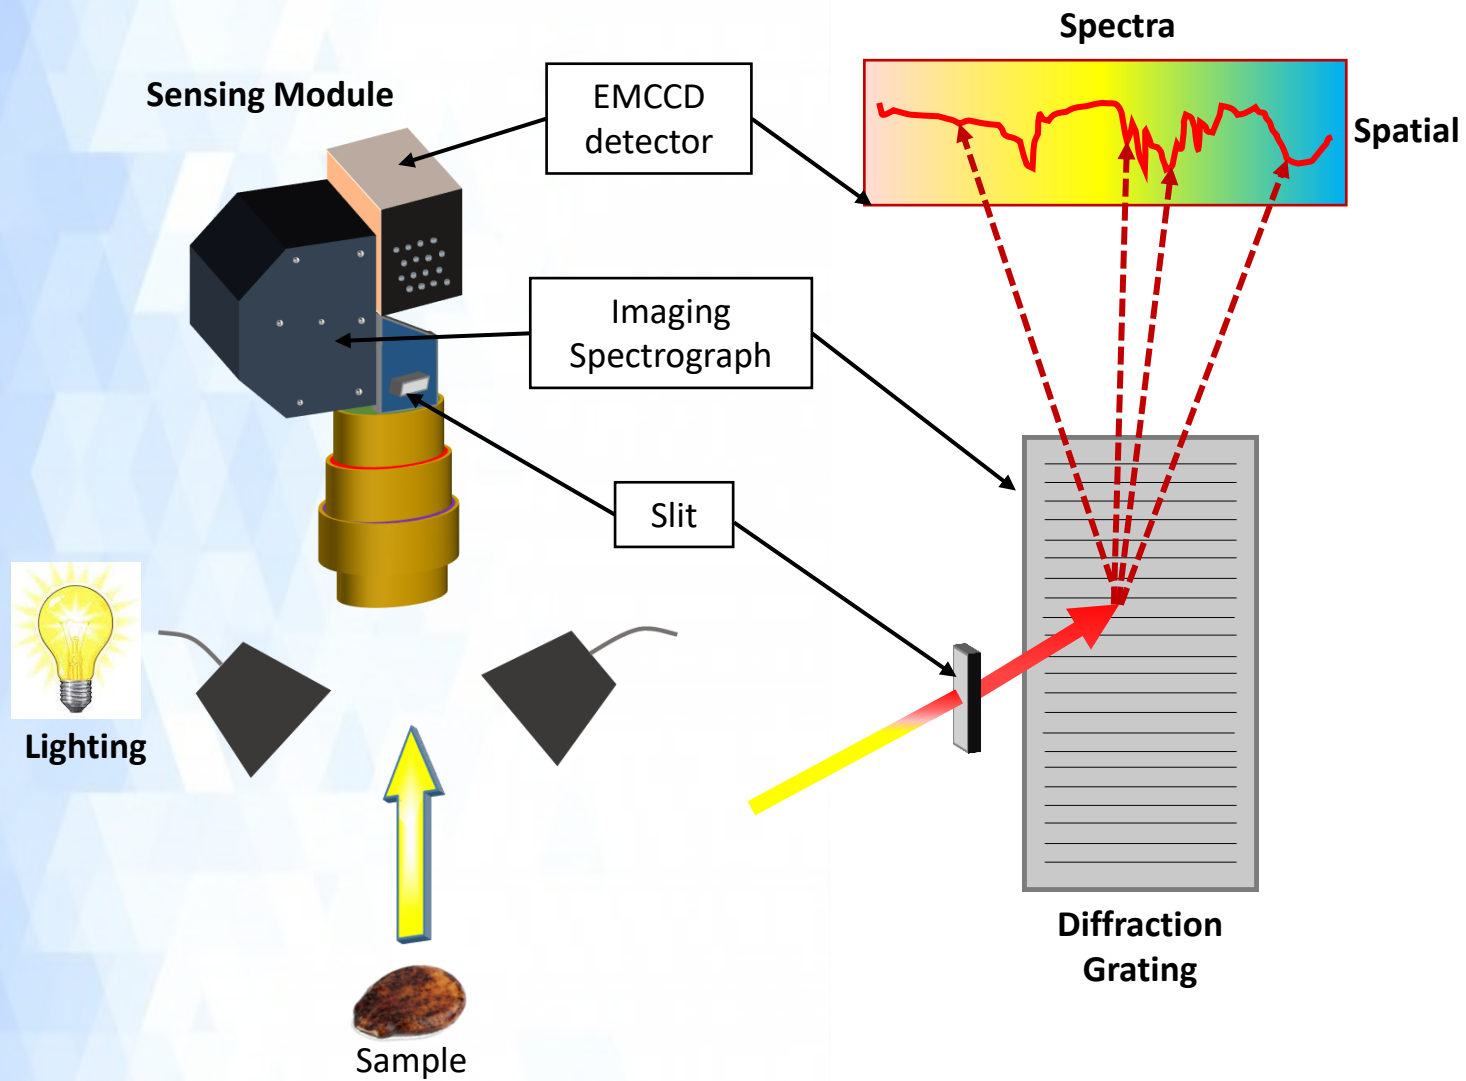 Spectra
Sensing Module
EMCCD
detector
Spatial
Imaging
Spectrograph
Slit
Lighting
Diffraction
Grating
Sample